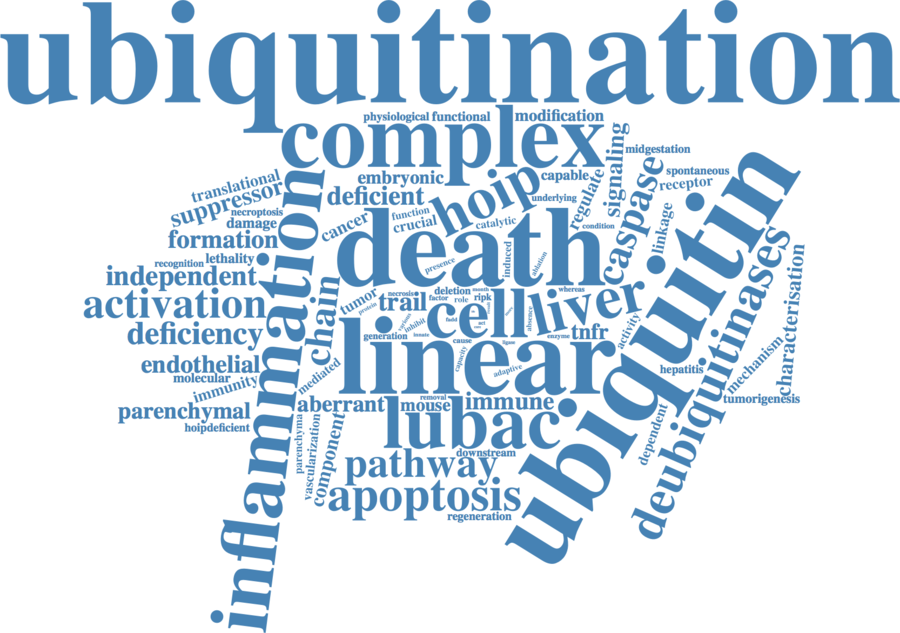 ubiquitination
physiological
functional
modification
complex
signaling
midgestation
embryonic
capable
regulate
caspase
spontaneous
receptor
translational
suppressor
deficient
hoip
underlying
necroptosis
damage
cancer
function
crucial
catalytic
condition
linkage
ubiquitin
formation
inflammation
death
lethality
recognition
independent
presence
induced
ablation
deubiquitinases
characterisation
activation
chain
tumor
protein
necrosis
trail
deletion
month
factor
role
ripk
whereas
cell
liver
various
inhibit
fadd
act
absence
deficiency
generation
innate
cause
ligase
enzyme
tnfr
activity
linear
capacity
adaptive
endothelial
molecular
mediated
immunity
hepatitis
mechanism
tumorigenesis
parenchymal
hoipdeficient
aberrant
removal
mouse
immune
lubac
parenchyma
vascularization
component
dependent
downstream
pathway
apoptosis
regeneration